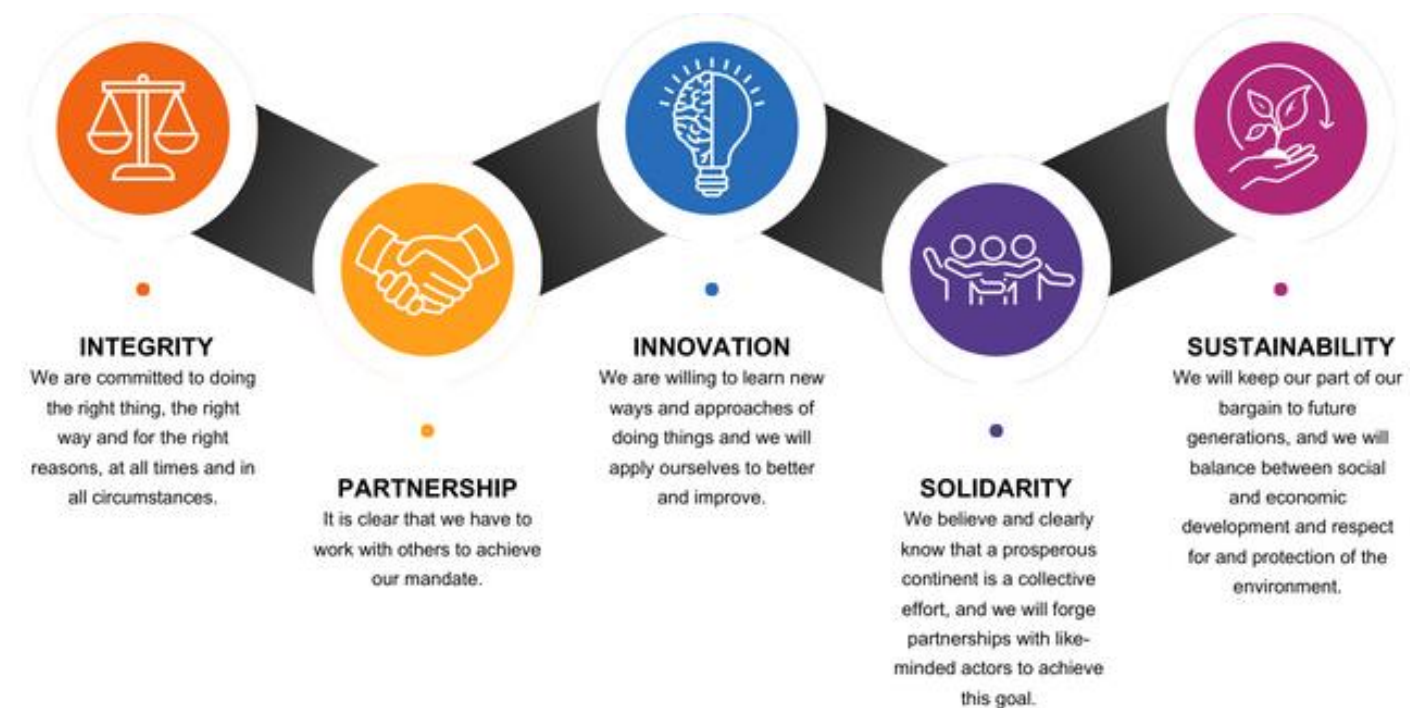 INTEGRITY
We are committed to doing
the right thing, the right
way and for the right
reasons, at all times and in
all circumstances.
PARTNERSHIP
It is clear that we have to
work with others to achieve
our mandate.
INNOVATION
We are willing to learn new
ways and approaches of
doing things and we will
apply ourselves to better
and improve.
SOLIDARITY
We believe and clearly
know that a prosperous
continent is a collective
effort, and we will forge
partnerships with like-
minded actors to achieve
this goal.
SUSTAINABILITY
We will keep our part of our
bargain to future
generations, and we will
balance between social
and economic
development and respect
for and protection of the
environment.